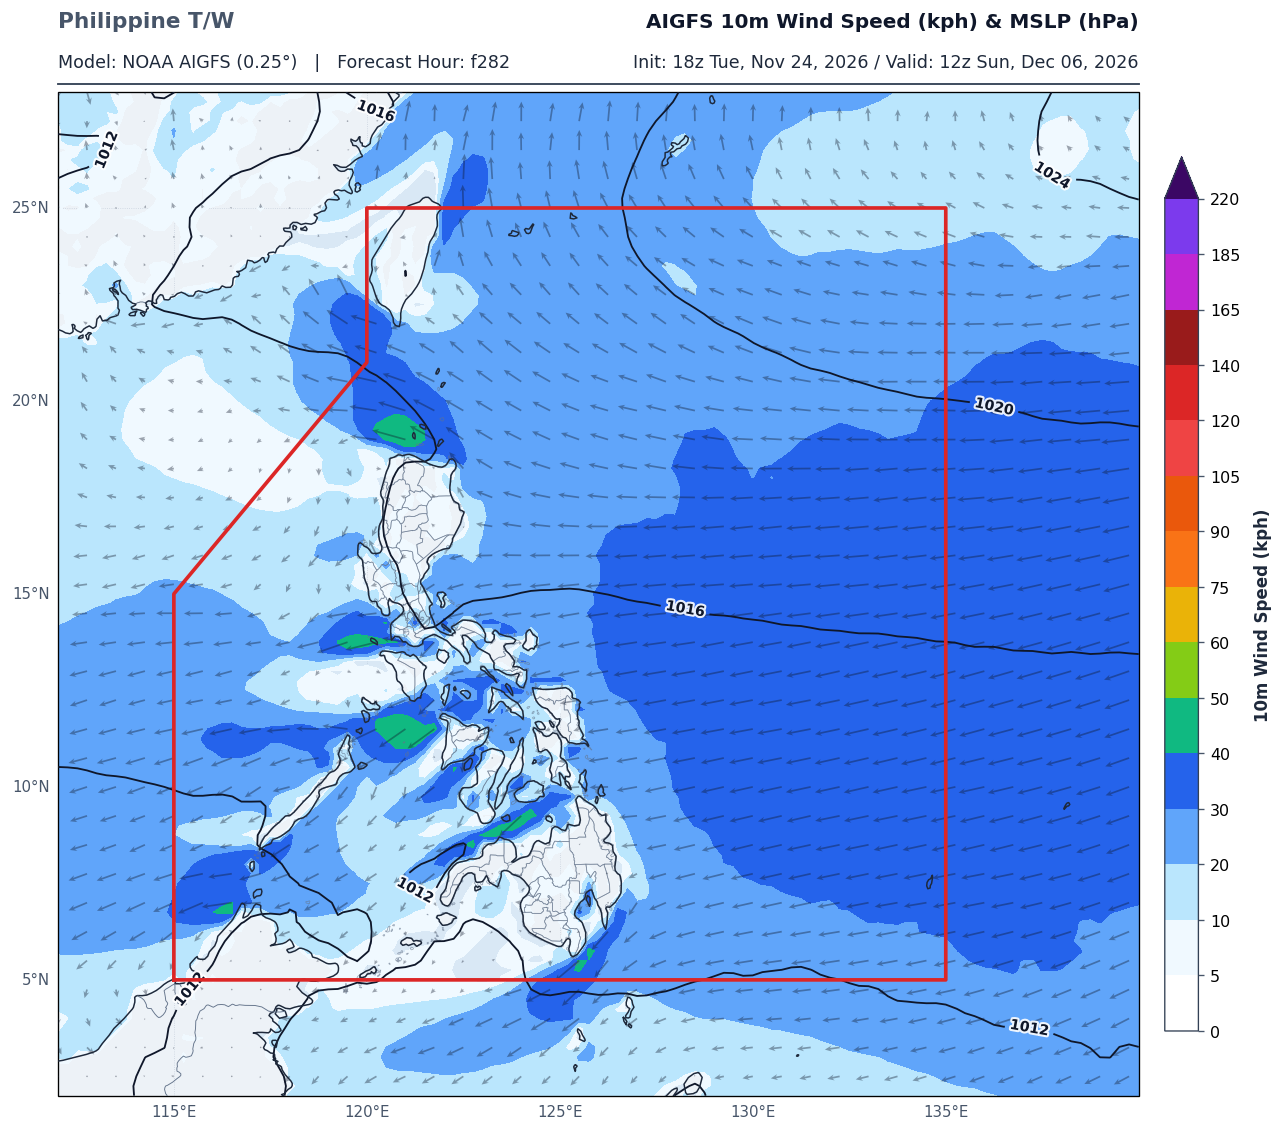 Philippine T/W
AIGFS 10m Wind Speed (kph) & MSLP (hPa)
Model: NOAA AIGFS (0.25°)   |   Forecast Hour: f282
Init: 18z Tue, Nov 24, 2026 / Valid: 12z Sun, Dec 06, 2026
1016
1012
1024
1020
1016
1012
1012
1012
25°N
20°N
15°N
10°N
5°N
115°E
120°E
125°E
130°E
135°E
220
185
165
140
120
105
90
75
60
50
40
30
20
10
5
0
10m Wind Speed (kph)